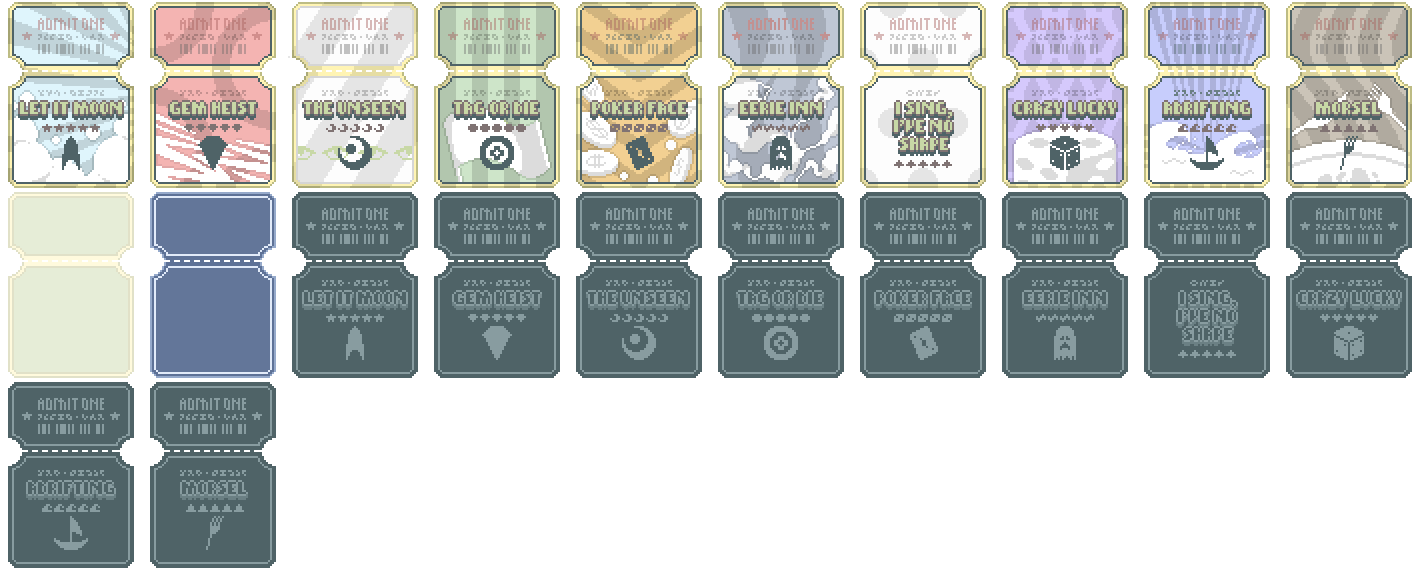 ADMIT ONE ADMIT ONE ADMIT ONE ADMIT ONE ADMIT ONE ADMIT ONE ADMIT ONE ADMIT ONE ADMIT ONE ADMIT ONE
LET IT MOON GEM HEIST THE UNSEEN TAG OR DIE POKER FACE EERIE INN I SING, CRAZY LUCKY ADRIFTING MORSEL
I'VE NO
SHAPE
ADMIT ONE ADMIT ONE ADMIT ONE ADMIT ONE ADMIT ONE ADMIT ONE ADMIT ONE ADMIT ONE
LET IT MOON GEM HEIST THE UNSEEN TAG OR DIE POKER FACE EERIE INN I SING, CRAZY LUCKY
I'VE NO
SHAPE
ADMIT ONE ADMIT ONE
ADRIFTING MORSEL